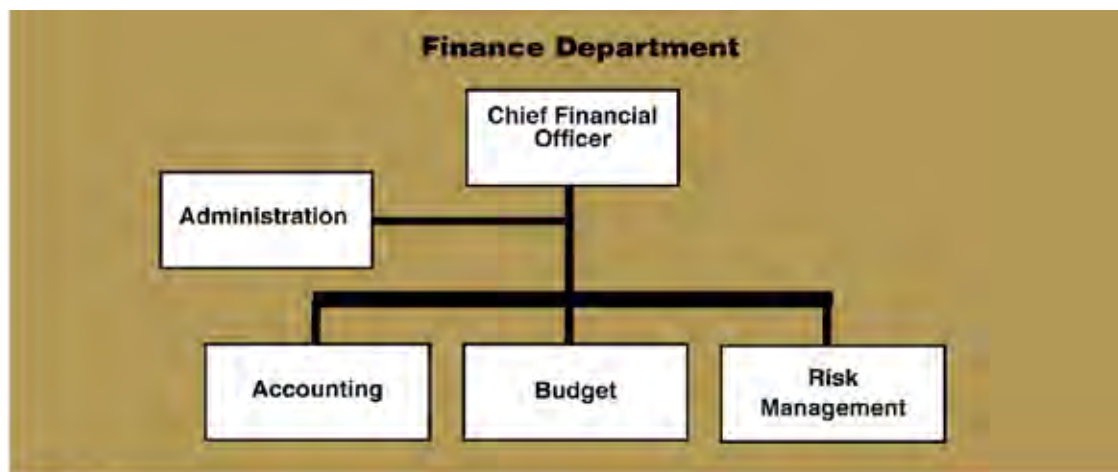 Finance Department
Chief Financial
Officer
Administration
Accounting
Budget
Risk
Management